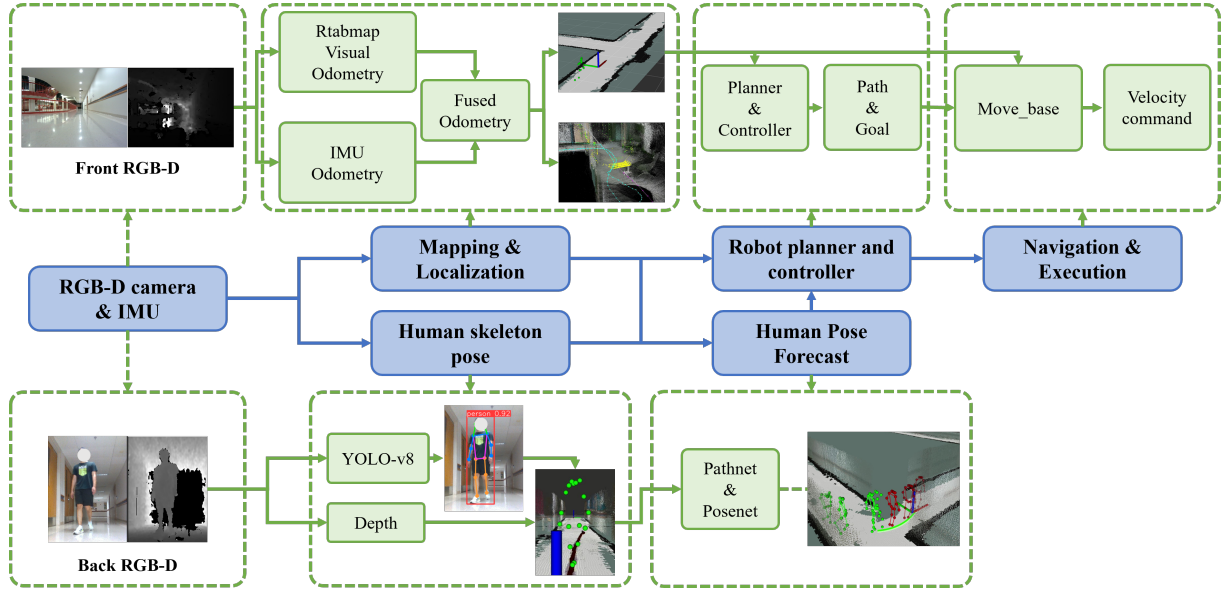 Rtabmap
Visual
Odometry
IMU
Odometry
Fused
Odometry
Planner
&
Controller
Path
&
Goal
Move_base
Velocity
command
Front RGB-D
RGB-D camera
& IMU
Mapping &
Localization
Human skeleton
pose
Robot planner and
controller
Human Pose
Forecast
Navigation &
Execution
Back RGB-D
YOLO-v8
Depth
person 0.92
Pathnet
&
Posenet